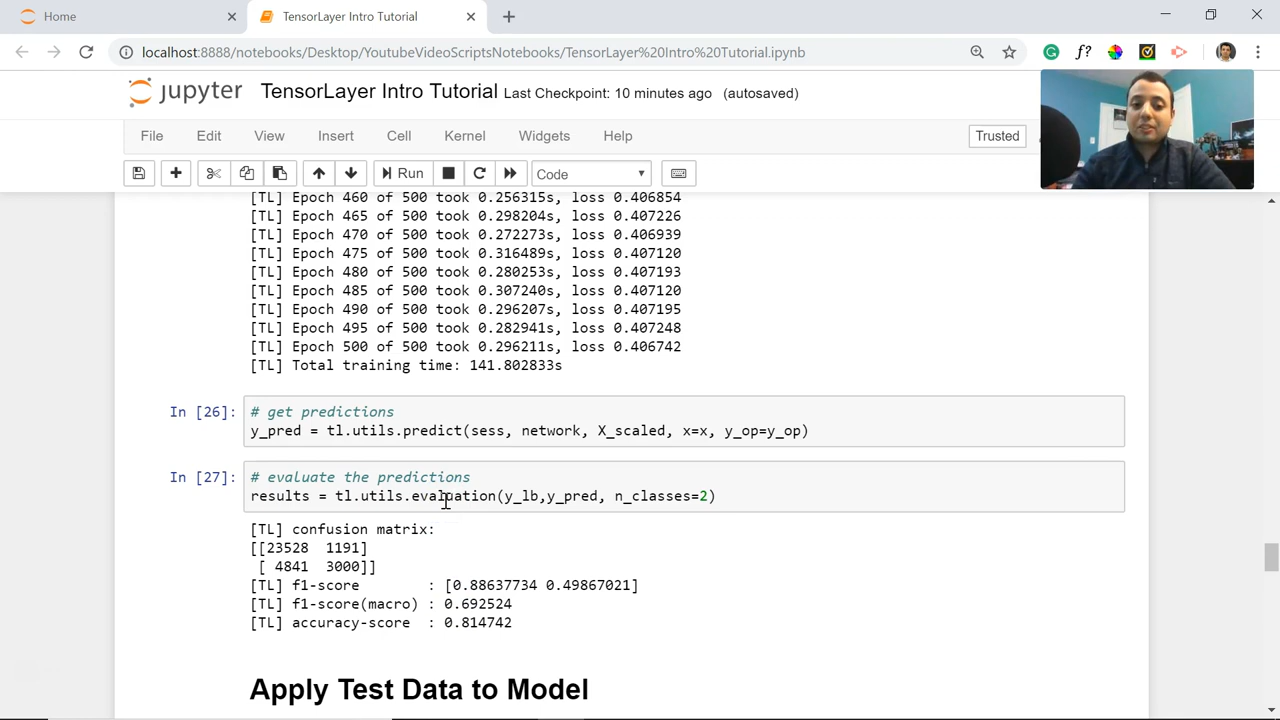 Home
TensorLayer Intro Tutorial
localhost:8888/notebooks/Desktop/YoutubeVideoScriptsNotebooks/TensorLayer%20Intro%20Tutorial.ipynb
f?
jupyter TensorLayer Intro Tutorial Last Checkpoint: 10 minutes ago (autosaved)
File Edit View Insert Cell Kernel Widgets Help Trusted
Run Code
[TL] Epoch 460 of 500 took 0.256315s, loss 0.406854
[TL] Epoch 465 of 500 took 0.298204s, loss 0.407226
[TL] Epoch 470 of 500 took 0.272273s, loss 0.406939
[TL] Epoch 475 of 500 took 0.316489s, loss 0.407120
[TL] Epoch 480 of 500 took 0.280253s, loss 0.407193
[TL] Epoch 485 of 500 took 0.307240s, loss 0.407120
[TL] Epoch 490 of 500 took 0.296207s, loss 0.407195
[TL] Epoch 495 of 500 took 0.282941s, loss 0.407248
[TL] Epoch 500 of 500 took 0.296211s, loss 0.406742
[TL] Total training time: 141.802833s
In [26]: # get predictions
y_pred = tl.utils.predict(sess, network, X_scaled, x=x, y_op=y_op)
In [27]: # evaluate the predictions
results = tl.utils.evaluation(y_lb,y_pred, n_classes=2)
[TL] confusion matrix:
[[23528 1191]
[ 4841 3000]]
[TL] f1-score : [0.88637734 0.49867021]
[TL] f1-score(macro) : 0.692524
[TL] accuracy-score : 0.814742
Apply Test Data to Model